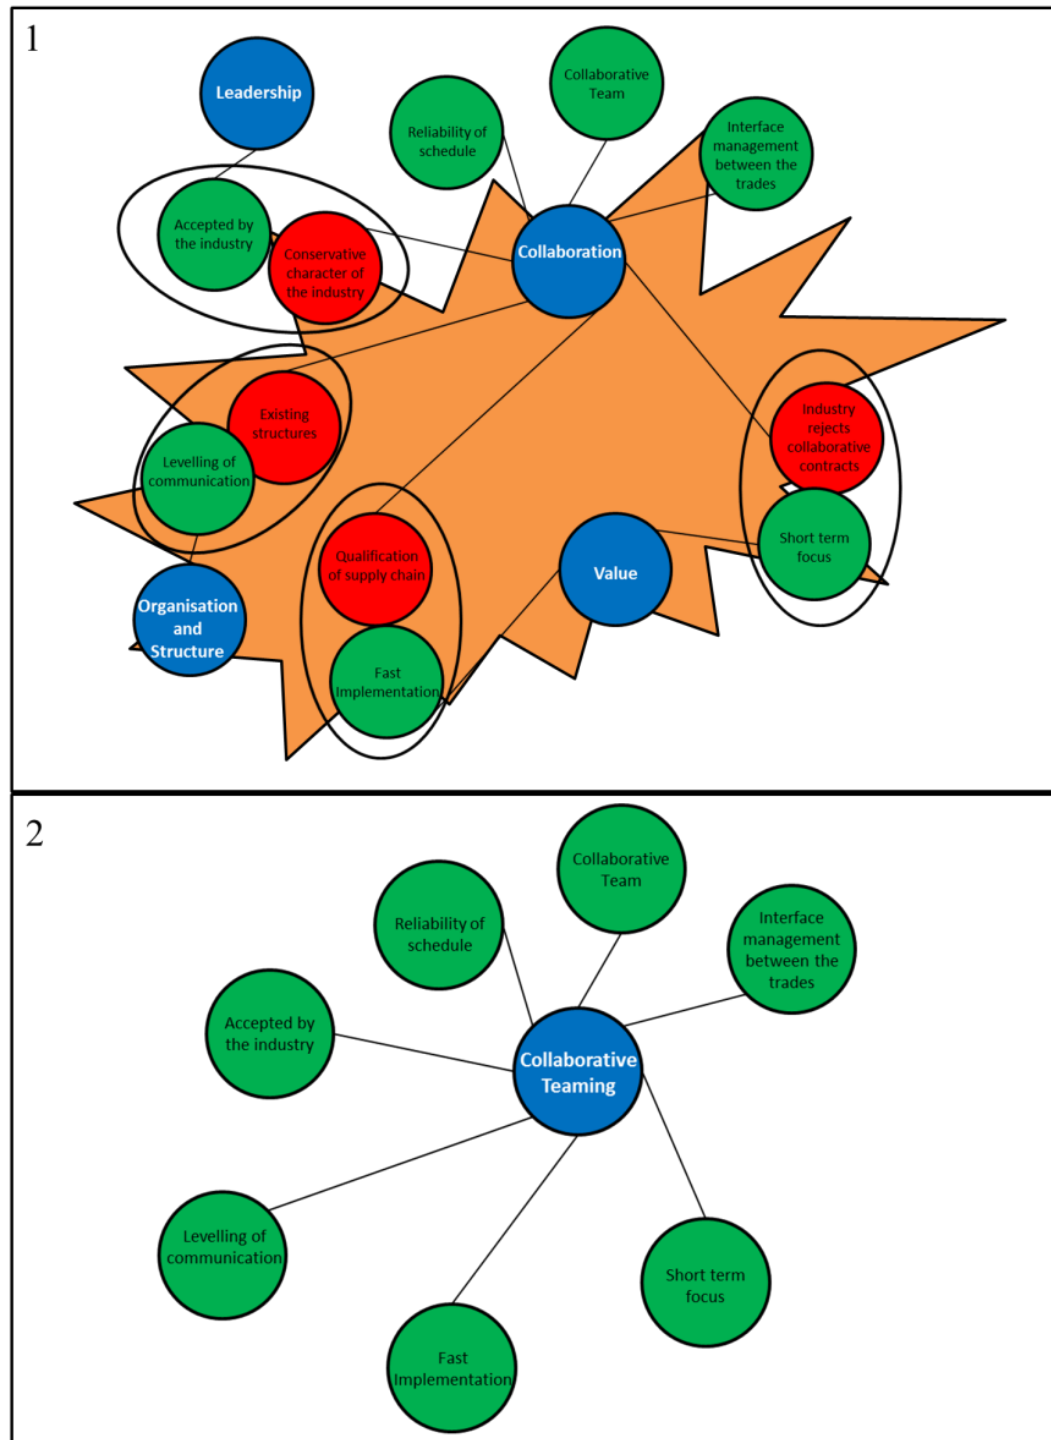 1
Leadership
Reliability of
schedule
Collaborative
Team
Interface
management
between the
trades
Accepted by
the industry
Conservative
character of
the industry
Collaboration
Existing
structures
Levelling of
communication
Industry
rejects
collaborative
contracts
Short term
focus
Qualification
of supply chain
Value
Organisation
and
Structure
Fast
Implementation
2
Collaborative
Team
Reliability of
schedule
Interface
management
between the
trades
Accepted by
the industry
Collaborative
Teaming
Levelling of
communication
Short term
focus
Fast
Implementation